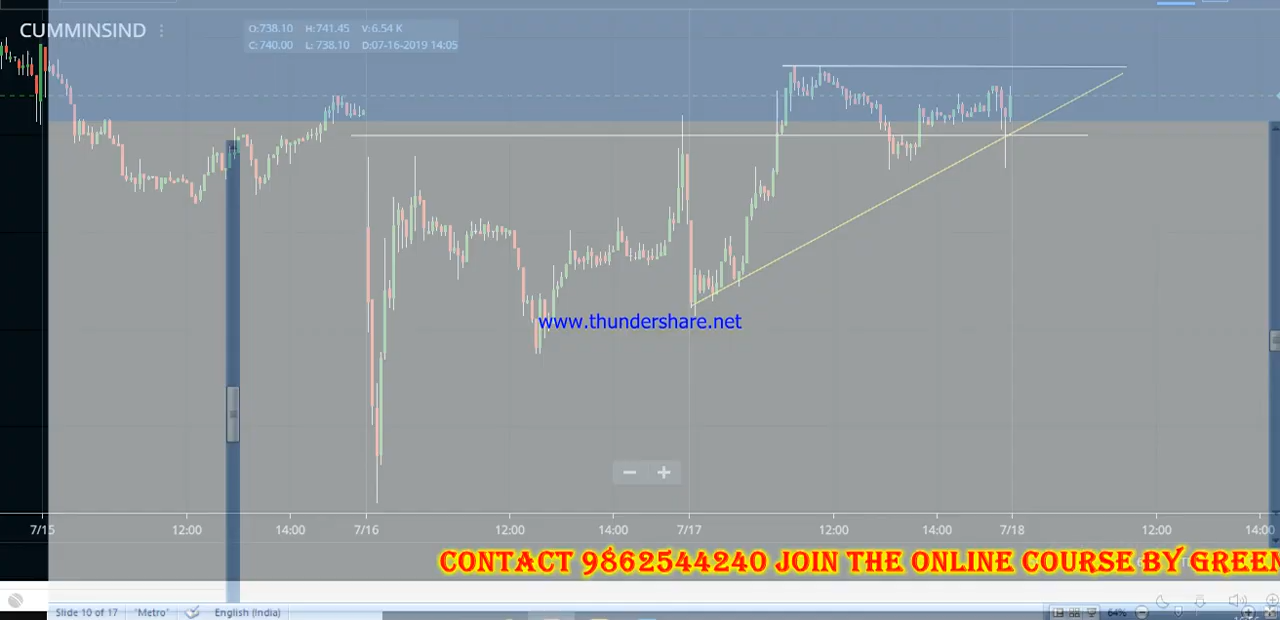 CUMMINSIND
O:738.10 H:741.45 V:6.54 K
C:740.00 L: 738.10 D:07-16-2019 14:05
www.thundershare.net
7/15 12:00 14:00 7/16 12:00 14:00 7/17 12:00 14:00 7/18 12:00 14:00
CONTACT 9862544240 JOIN THE ONLINE COURSE BY GREEN
Slide 10 of 17 "Metro" English (India) 64%